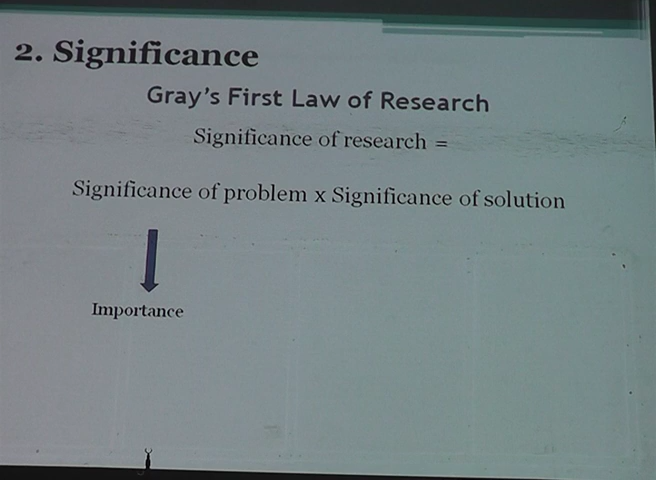 2. Significance
Gray's First Law of Research
Significance of research =
Significance of problem x Significance of solution
Importance